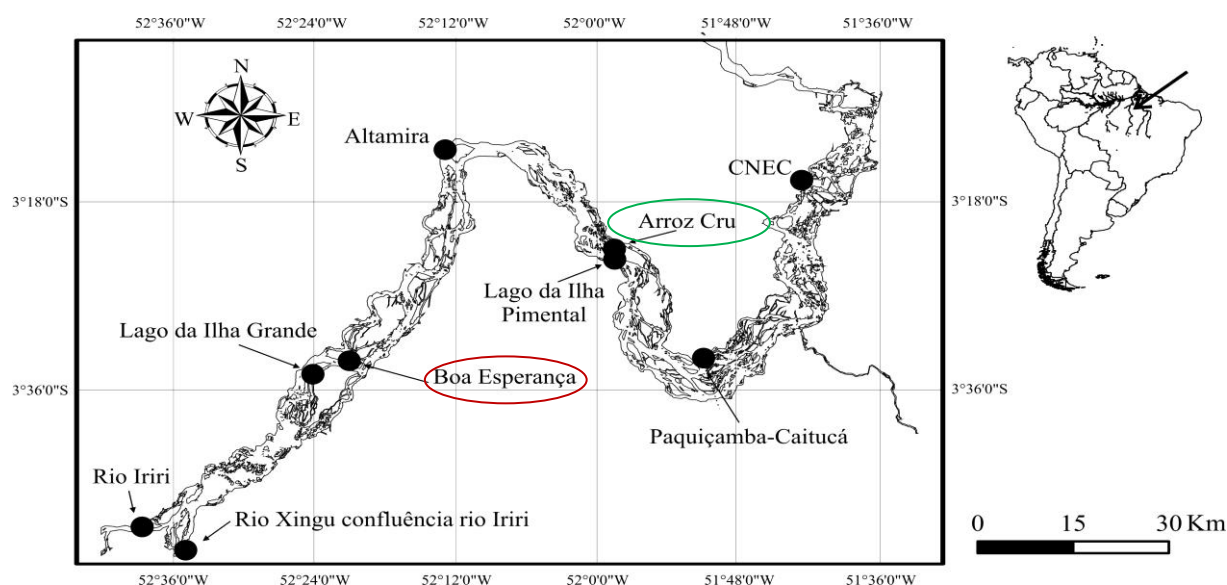 52°36'0"W 52°24'0"W 52°12'0"W 52°00'0"W 51°48'0"W 51°36'0"W
N
W E
S
Altamira
CNEC
3°18'0"S 3°18'0"S
Arroz Cru
Lago da Ilha
Pimental
Lago da Ilha Grande
Boa Esperança
3°36'0"S 3°36'0"S
Paquiçamba-Caitucá
Rio Iriri
Rio Xingu confluência rio Iriri
0 15 30 Km
52°36'0"W 52°24'0"W 52°12'0"W 52°00'0"W 51°48'0"W 51°36'0"W